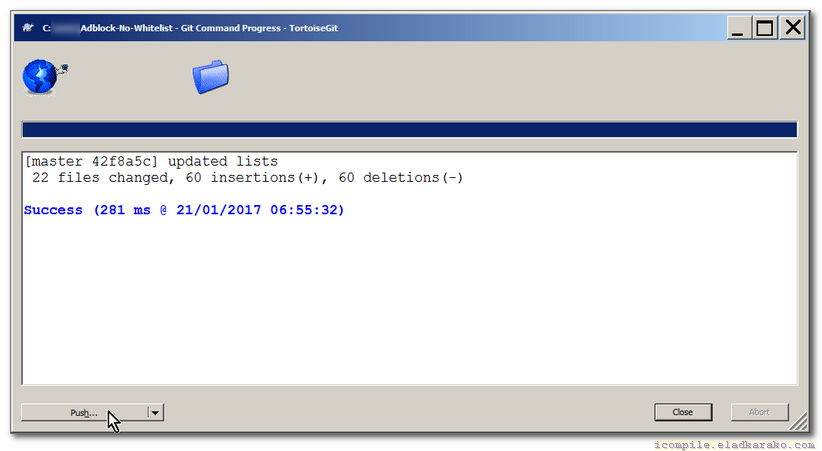 C: Adblock-No-Whitelist - Git Command Progress - TortoiseGit
[master 42f8a5c] updated lists
22 files changed, 60 insertions(+), 60 deletions(-)
Success (281 ms @ 21/01/2017 06:55:32)
Push...
Close
Abort
icompile.eladkarako.com